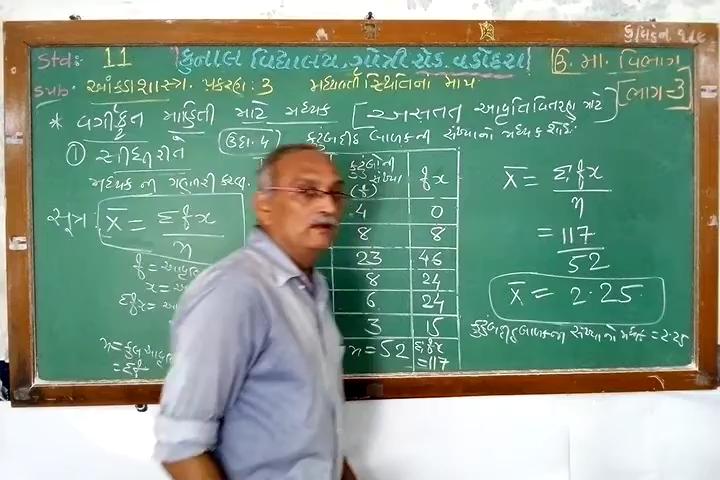 Std: 11 કુનાલ વિદ્યાલય, ગોત્રી રોડ, વડોદરા ઉ. મા. વિભાગ
Sub: આંકડાશાસ્ત્ર પ્રકરણ: 3 મધ્યવર્તી સ્થિતિના માપ ભાગ=3
* વર્ગીકૃત માહિતી માટે મધ્યક [અસતત આવૃત્તિવિતરણ માટે]
ઉદા. 4 કુટુંબદીઠ બાળકની સંખ્યાનો મધ્યક શોધો.
① સીધી રીતે
મધ્યક ની ગણતરી કરવા
સૂત્ર: x̄ = Σfx / n
f =
x =
Σfx =
n = કુલ
= Σf
કુટુંબોની સંખ્યા (f) fx
4 0
8 8
23 46
8 24
6 24
3 15
n = 52 Σfx = 117
x̄ = Σfx / n
= 117 / 52
x̄ = 2.25
કુટુંબદીઠ બાળકની સંખ્યાનો મધ્યક = 2.25